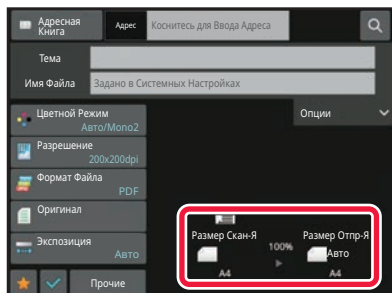 Адресная
Книга
Адрес
Коснитесь для Ввода Адреса
Тема
Имя Файла
Задано в Системных Настройках
Цветной Режим
Авто/Mono2
Опции
Разрешение
200x200dpi
Формат Файла
PDF
Оригинал
Размер Скан-Я
100%
Размер Отпр-Я
Экспозиция
Авто
Авто
A4
A4
Прочие